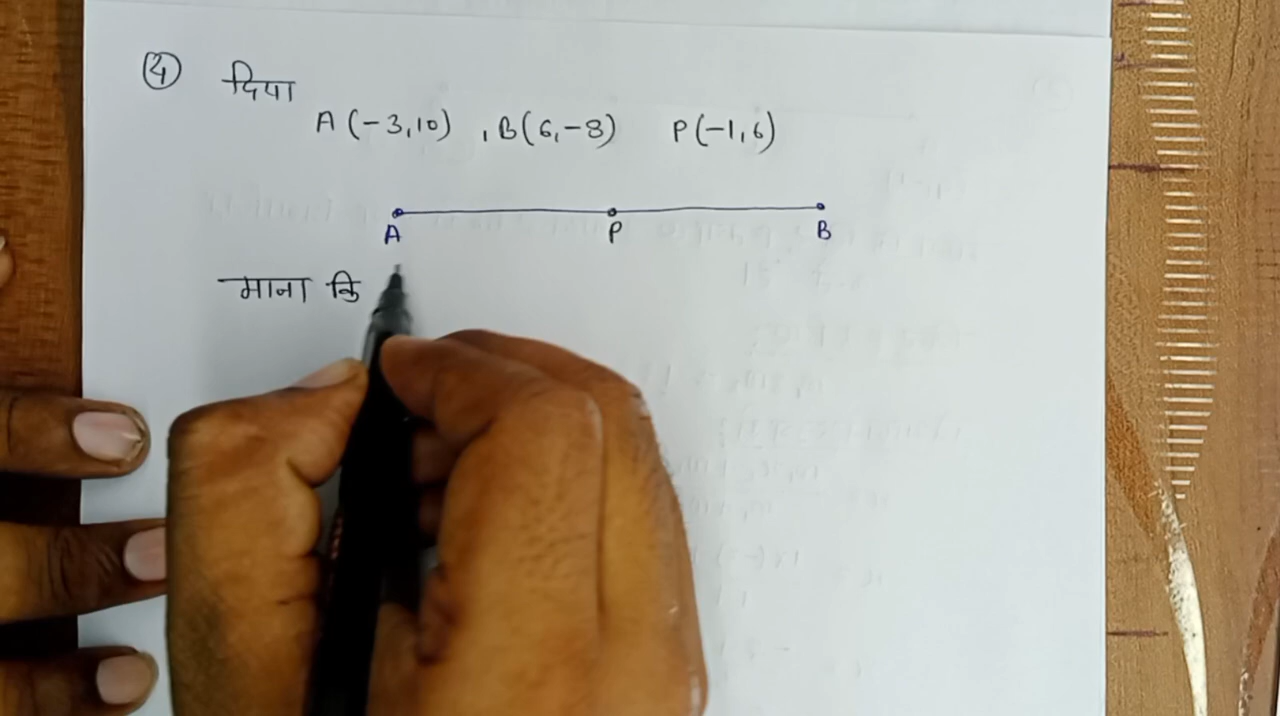 ④ दिया
A(-3,10) , B(6,-8) P(-1,6)
A P B
माना कि